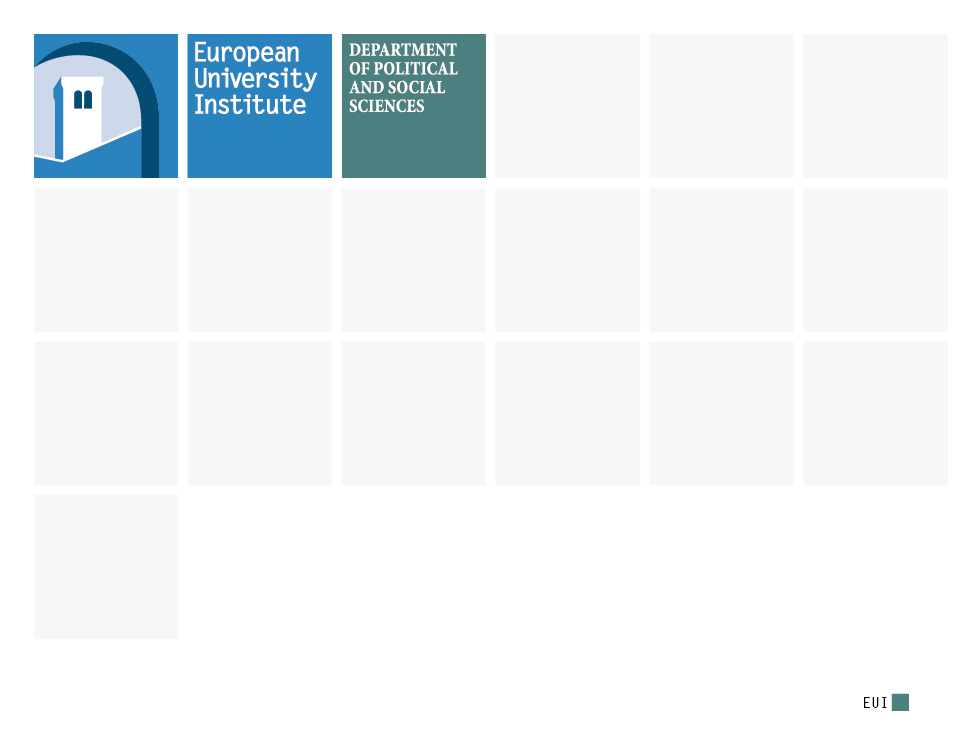 European
University
Institute
DEPARTMENT
OF POLITICAL
AND SOCIAL
SCIENCES
EUI